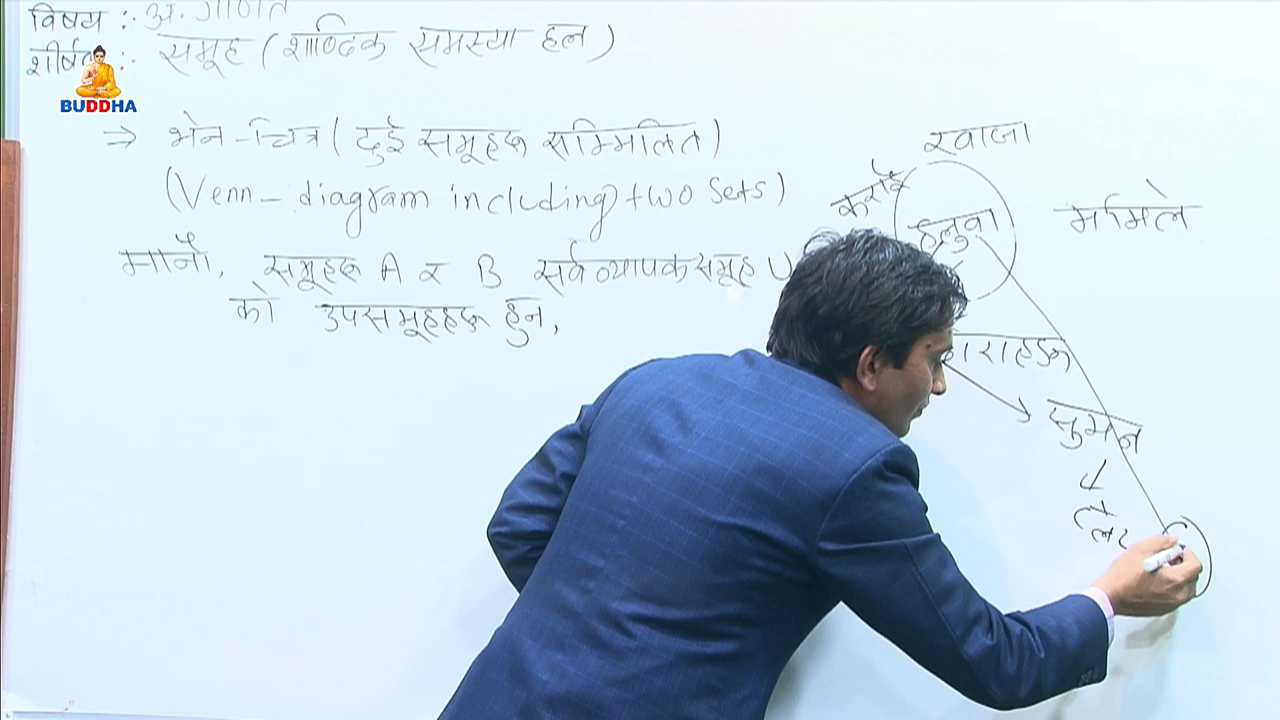 विषय :- अ. गणित
शीर्षक :- समूह (शाब्दिक समस्या हल)
BUDDHA
⇒ भेन-चित्र (दुई समूहरू सम्मिलित)
(Venn-diagram including two Sets)
मानौं, समूहरू A र B सर्वव्यापक समूह U
को उपसमूहहरू हुन्,
खाजा
हलुवा
सुमन